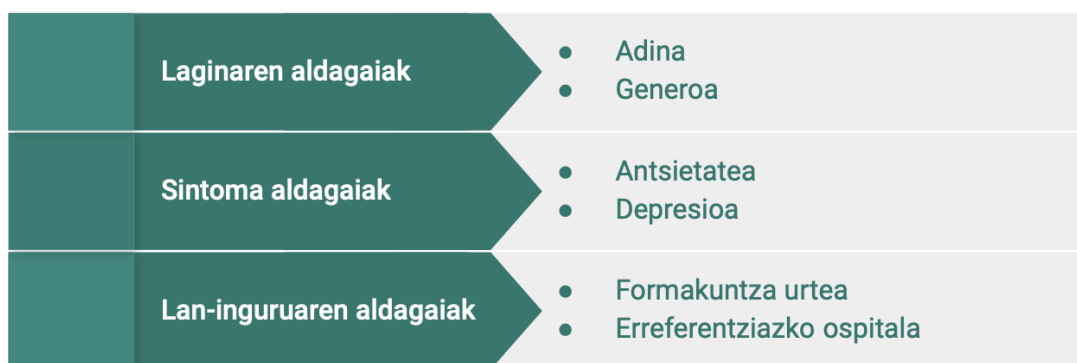 Laginaren aldagaiak
● Adina
● Generoa
Sintoma aldagaiak
● Antsietatea
● Depresioa
Lan-inguruaren aldagaiak
● Formakuntza urtea
● Erreferentziazko ospitala